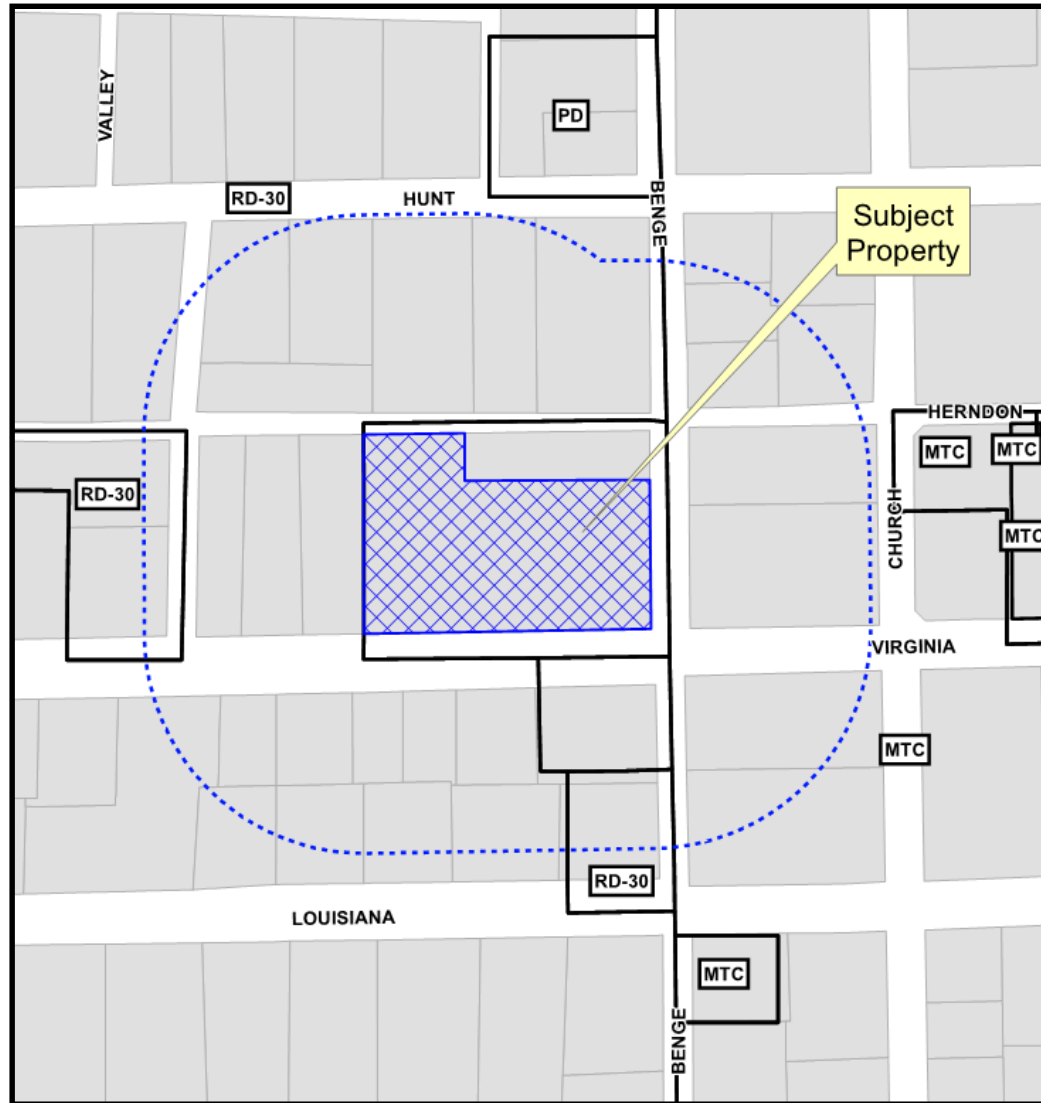 VALLEY
PD
RD-30
HUNT
BENGE
Subject
Property
HERNDON
MTC
MTC
RD-30
MTC
CHURCH
VIRGINIA
MTC
RD-30
LOUISIANA
MTC
BENGE